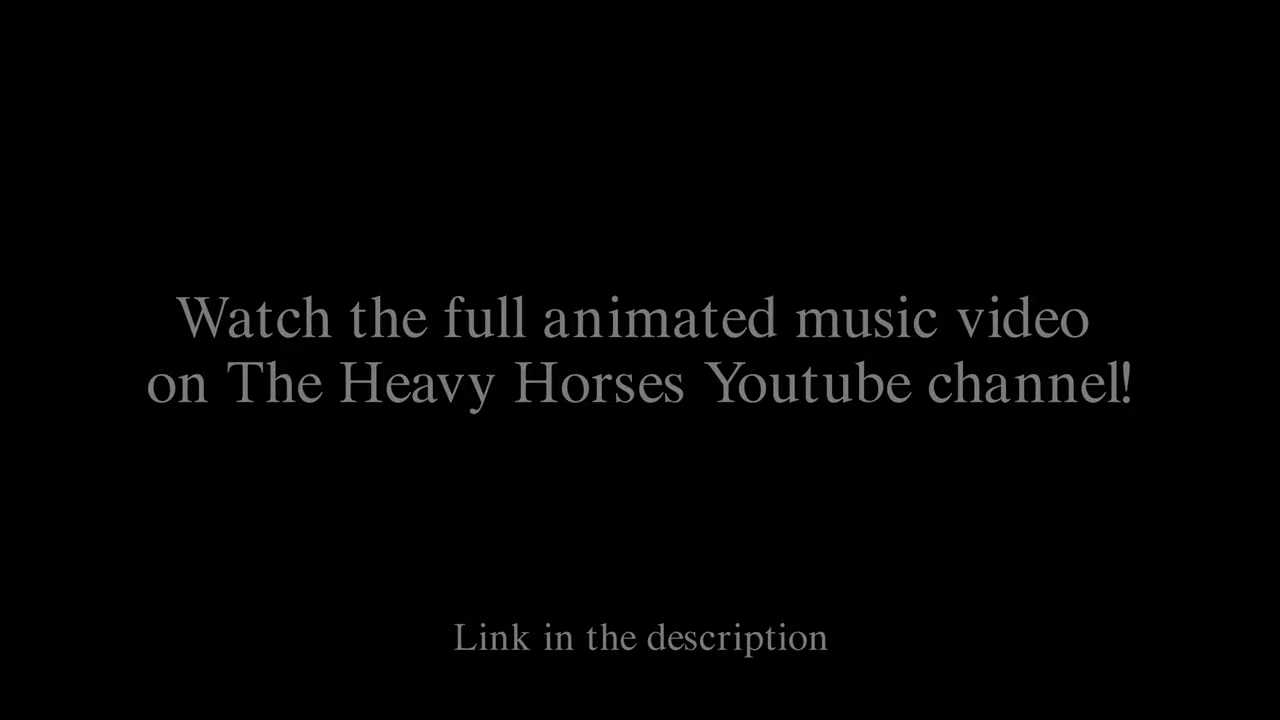 Watch the full animated music video
on The Heavy Horses Youtube channel!
Link in the description